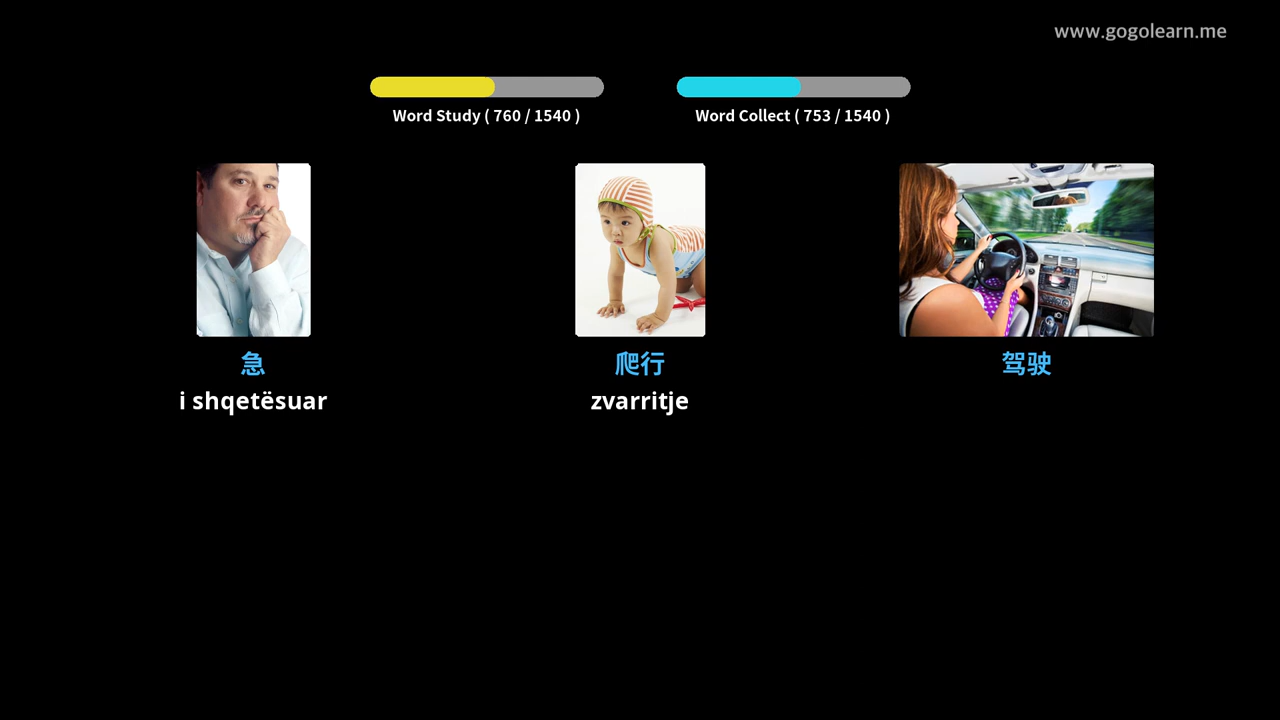 www.gogolearn.me
Word Study ( 760 / 1540 )
Word Collect ( 753 / 1540 )
急
爬行
驾驶
i shqetësuar
zvarritje